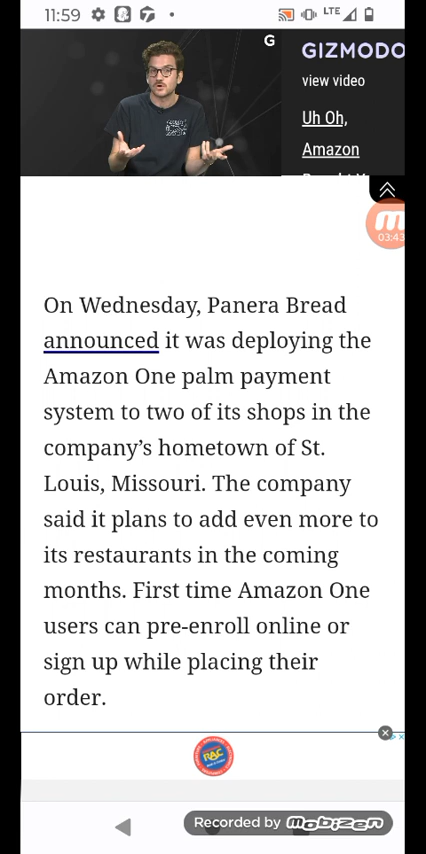 11:59
LTE
G
GIZMODO
view video
Uh Oh,
Amazon
03:43
On Wednesday, Panera Bread
announced it was deploying the
Amazon One palm payment
system to two of its shops in the
company’s hometown of St.
Louis, Missouri. The company
said it plans to add even more to
its restaurants in the coming
months. First time Amazon One
users can pre-enroll online or
sign up while placing their
order.
RAC
Recorded by mobizen